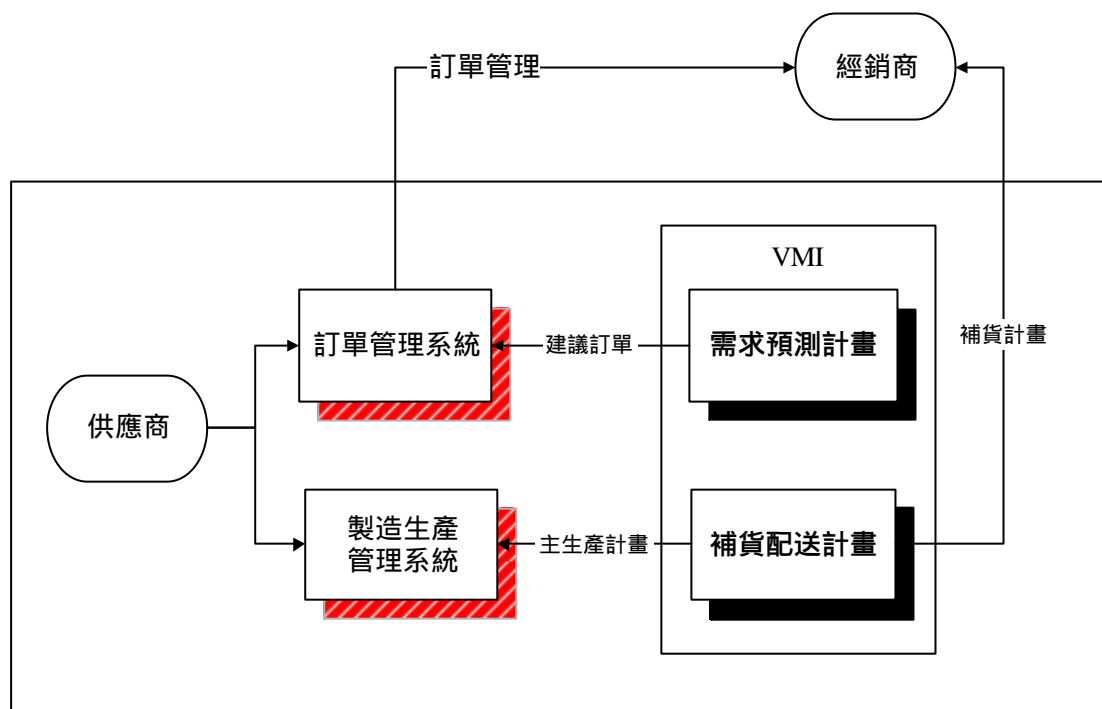 訂單管理
經銷商
VMI
訂單管理系統
建議訂單
需求預測計畫
補貨計畫
供應商
製造生產
管理系統
主生產計畫
補貨配送計畫